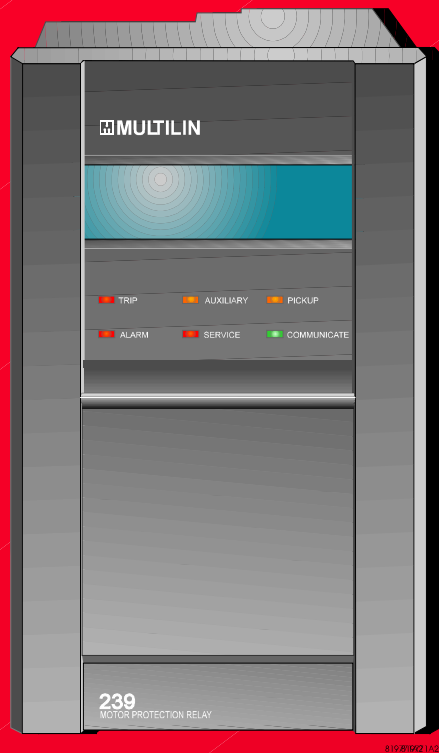 MULTILIN
TRIP AUXILIARY PICKUP
ALARM SERVICE COMMUNICATE
239
MOTOR PROTECTION RELAY